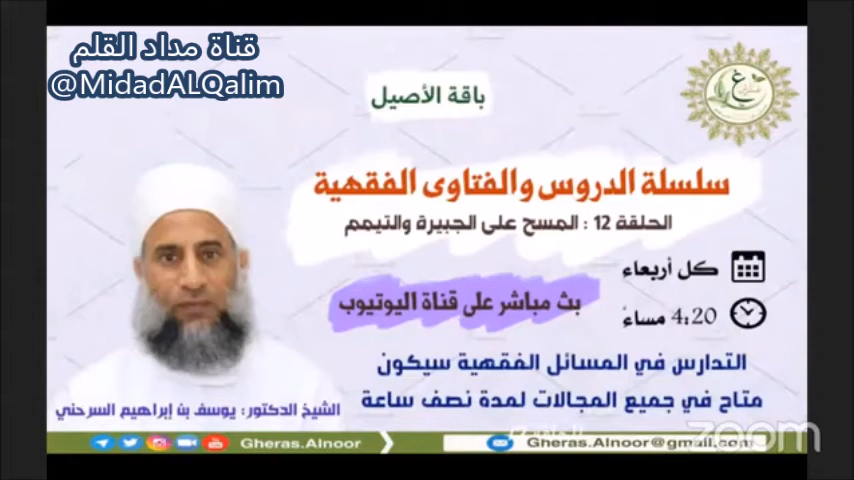 قناة مداد القلم
@MidadALQalim
باقة الأصيل
سلسلة الدروس والفتاوى الفقهية
الحلقة 12 : المسح على الجبيرة والتيمم
كل أربعاء
بث مباشر على قناة اليوتيوب
4:20 مساءً
التدارس في المسائل الفقهية سيكون
متاح في جميع المجالات لمدة نصف ساعة
الشيخ الدكتور: يوسف بن إبراهيم السرحني
Gheras.Alnoor
Gheras.Alnoor@gmail.com
zoom